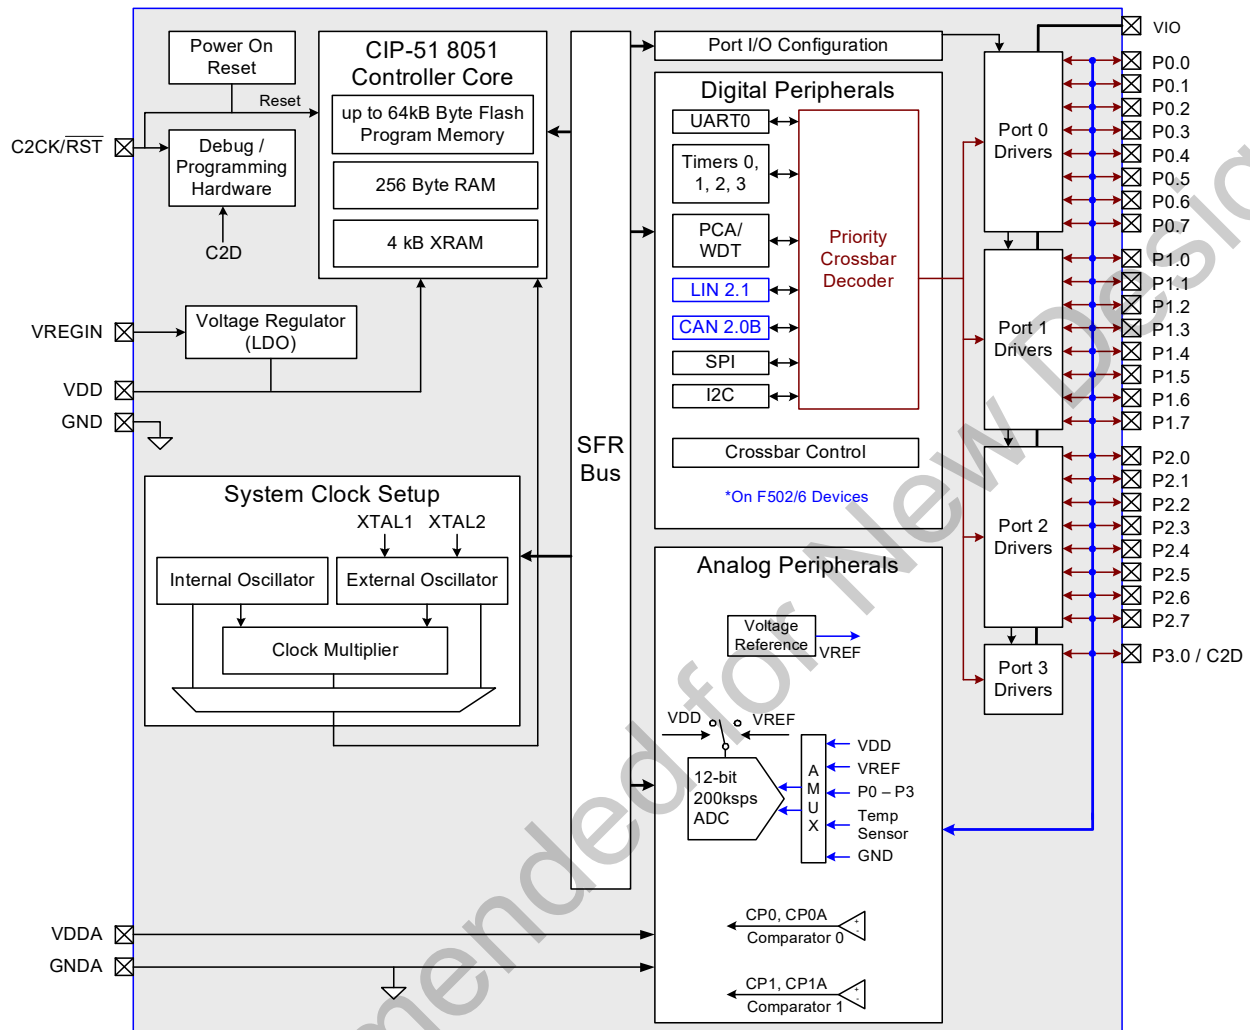 Power On
Reset
CIP-51 8051
Controller Core
up to 64kB Byte Flash
Program Memory
256 Byte RAM
4 kB XRAM
Reset
C2CK/RST
Debug /
Programming
Hardware
C2D
VREGIN
Voltage Regulator
(LDO)
VDD
GND
System Clock Setup
XTAL1
XTAL2
Internal Oscillator
External Oscillator
Clock Multiplier
VDDA
GNDA
SFR
Bus
Port I/O Configuration
Digital Peripherals
UART0
Timers 0,
1, 2, 3
PCA/
WDT
LIN 2.1
CAN 2.0B
SPI
I2C
Priority
Crossbar
Decoder
Crossbar Control
*On F502/6 Devices
Analog Peripherals
Voltage
Reference
VREF
VDD
VREF
12-bit
200ksps
ADC
A
M
U
X
VDD
VREF
P0 – P3
Temp
Sensor
GND
CP0, CP0A
Comparator 0
+
-
CP1, CP1A
Comparator 1
+
-
Port 0
Drivers
Port 1
Drivers
Port 2
Drivers
Port 3
Drivers
VIO
P0.0
P0.1
P0.2
P0.3
P0.4
P0.5
P0.6
P0.7
P1.0
P1.1
P1.2
P1.3
P1.4
P1.5
P1.6
P1.7
P2.0
P2.1
P2.2
P2.3
P2.4
P2.5
P2.6
P2.7
P3.0 / C2D
mended for New Desig